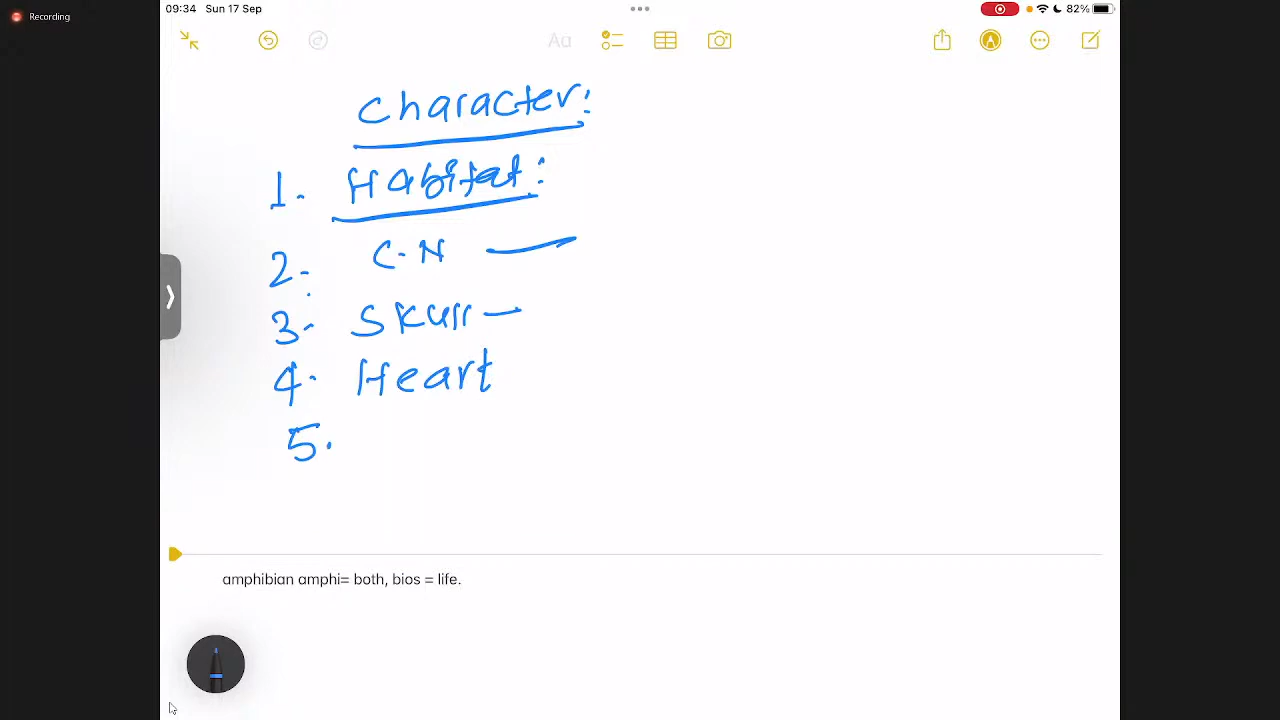 Recording
09:34 Sun 17 Sep
82%
Aa
Character:
1. Habitat:
2. C.N —
3. Skull —
4. Heart
5.
amphibian amphi= both, bios = life.